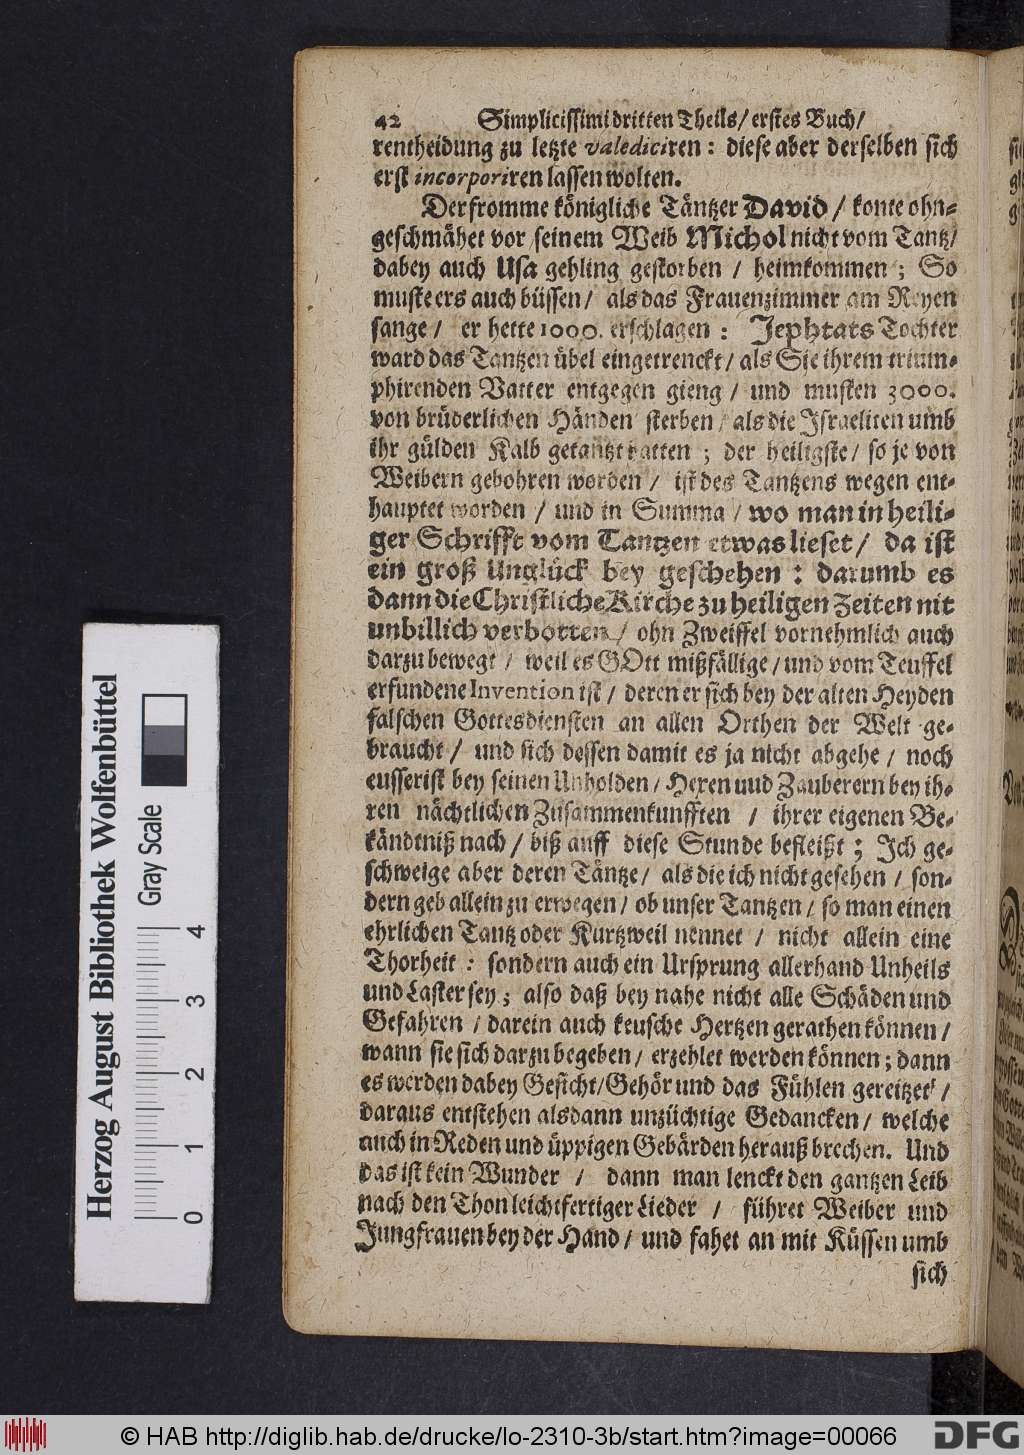 42 Simplicissimi dritten Theils / erstes Buch /
rentheidung zu letzte valediciren : diese aber derselben sich
erst incorporiren lassen wolten.
Der fromme königliche Täntzer David / konte ohn-
geschmähet vor seinem Weib Michol nicht vom Tantz /
dabey auch Usa gehling gestorben / heimkommen ; So
muste ers auch büssen / als das Frauenzimmer am Reyen
sange / er hette 1000. erschlagen : Jephtats Tochter
ward das Tantzen übel eingetrenckt / als Sie ihrem trium-
phirenden Vatter entgegen gieng / und musten 3000.
von brüderlichen Händen sterben / als die Israeliten umb
ihr gülden Kalb getantzt hatten ; der heiligste / so je von
Weibern gebohren worden / ist des Tantzens wegen ent-
hauptet worden / und in Summa / wo man in heili-
ger Schrifft vom Tantzen etwas lieset / da ist
ein groß Unglück bey geschehen : darumb es
dann die Christliche Kirche zu heiligen Zeiten nit
unbillich verbotten / ohn Zweiffel vornehmlich auch
darzu bewegt / weil es GOtt mißfällige / und vom Teuffel
erfundene Invention ist / deren er sich bey der alten Heyden
falschen Gottesdiensten an allen Orthen der Welt ge-
braucht / und sich dessen damit es ja nicht abgehe / noch
eusserist bey seinen Unholden / Hexen uud Zauberern bey ih-
ren nächtlichen Zusammenkunfften / ihrer eigenen Be-
kändtniß nach / biß auff diese Stunde befleißt ; Ich ge-
schweige aber deren Täntze / als die ich nicht gesehen / son-
dern geb allein zu erwegen / ob unser Tantzen / so man einen
ehrlichen Tantz oder Kurtzweil nennet / nicht allein eine
Thorheit : sondern auch ein Ursprung allerhand Unheils
und Laster sey ; also daß bey nahe nicht alle Schäden und
Gefahren / darein auch keusche Hertzen gerathen können /
wann sie sich darzu begeben / erzehlet werden können ; dann
es werden dabey Gesicht / Gehör und das Fühlen gereitzet /
daraus entstehen alsdann unzüchtige Gedancken / welche
auch in Reden und üppigen Gebärden herauß brechen. Und
das ist kein Wunder / dann man lenckt den gantzen Leib
nach den Thon leichtfertiger Lieder / führet Weiber und
Jungfrauen bey der Hand / und fahet an mit Küssen umb
sich
Herzog August Bibliothek Wolfenbüttel
Gray Scale
0 1 2 3 4
© HAB http://diglib.hab.de/drucke/lo-2310-3b/start.htm?image=00066
DFG